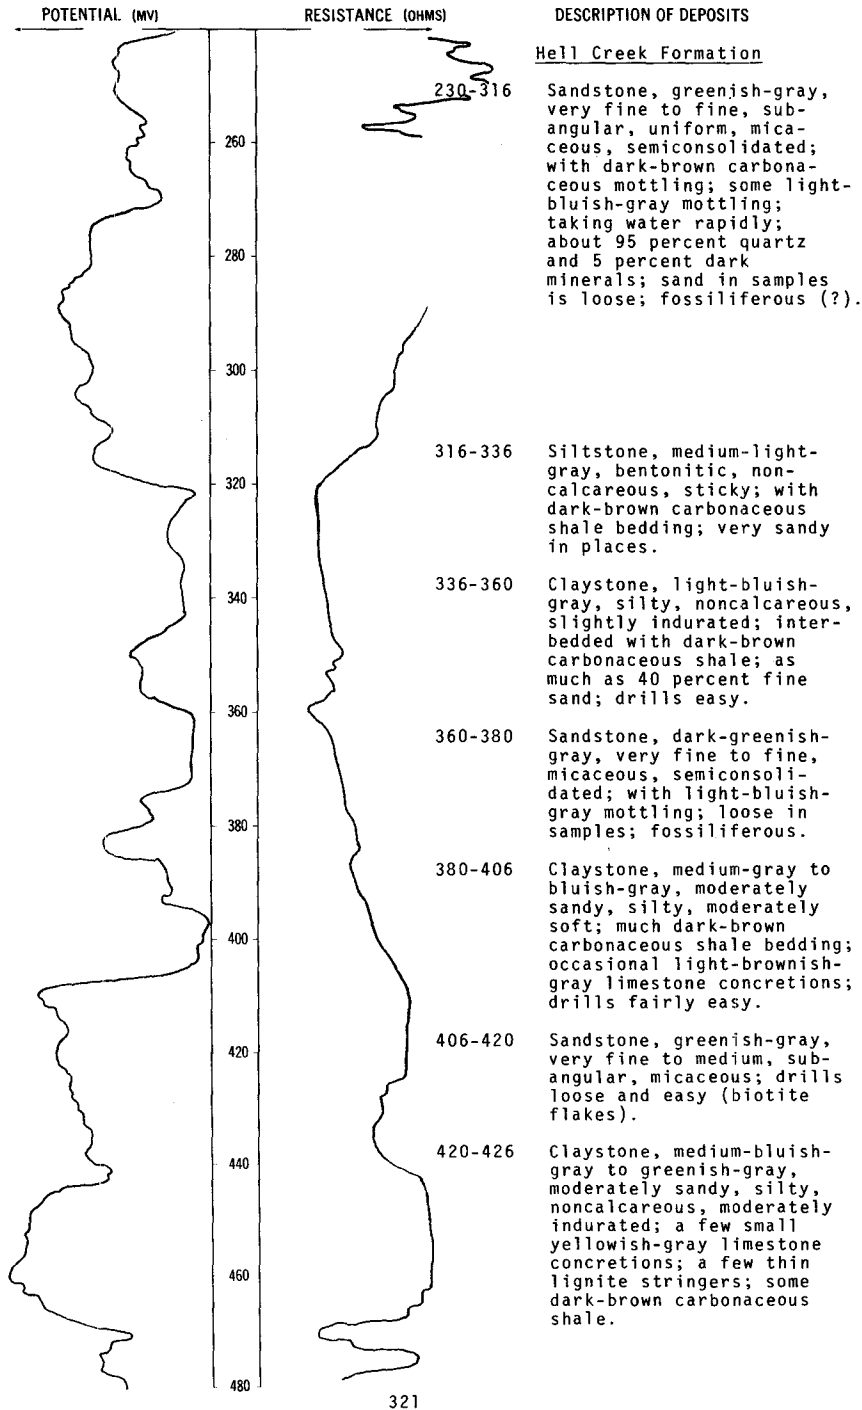 POTENTIAL (MV) RESISTANCE (OHMS) DESCRIPTION OF DEPOSITS
Hell Creek Formation
230-316 Sandstone, greenish-gray,
very fine to fine, sub-
angular, uniform, mica-
ceous, semiconsolidated;
with dark-brown carbona-
ceous mottling; some light-
bluish-gray mottling;
taking water rapidly;
about 95 percent quartz
and 5 percent dark
minerals; sand in samples
is loose; fossiliferous (?).
316-336 Siltstone, medium-light-
gray, bentonitic, non-
calcareous, sticky; with
dark-brown carbonaceous
shale bedding; very sandy
in places.
336-360 Claystone, light-bluish-
gray, silty, noncalcareous,
slightly indurated; inter-
bedded with dark-brown
carbonaceous shale; as
much as 40 percent fine
sand; drills easy.
360-380 Sandstone, dark-greenish-
gray, very fine to fine,
micaceous, semiconsoli-
dated; with light-bluish-
gray mottling; loose in
samples; fossiliferous.
380-406 Claystone, medium-gray to
bluish-gray, moderately
sandy, silty, moderately
soft; much dark-brown
carbonaceous shale bedding;
occasional light-brownish-
gray limestone concretions;
drills fairly easy.
406-420 Sandstone, greenish-gray,
very fine to medium, sub-
angular, micaceous; drills
loose and easy (biotite
flakes).
420-426 Claystone, medium-bluish-
gray to greenish-gray,
moderately sandy, silty,
noncalcareous, moderately
indurated; a few small
yellowish-gray limestone
concretions; a few thin
lignite stringers; some
dark-brown carbonaceous
shale.
260
280
300
320
340
360
380
400
420
440
460
480
321